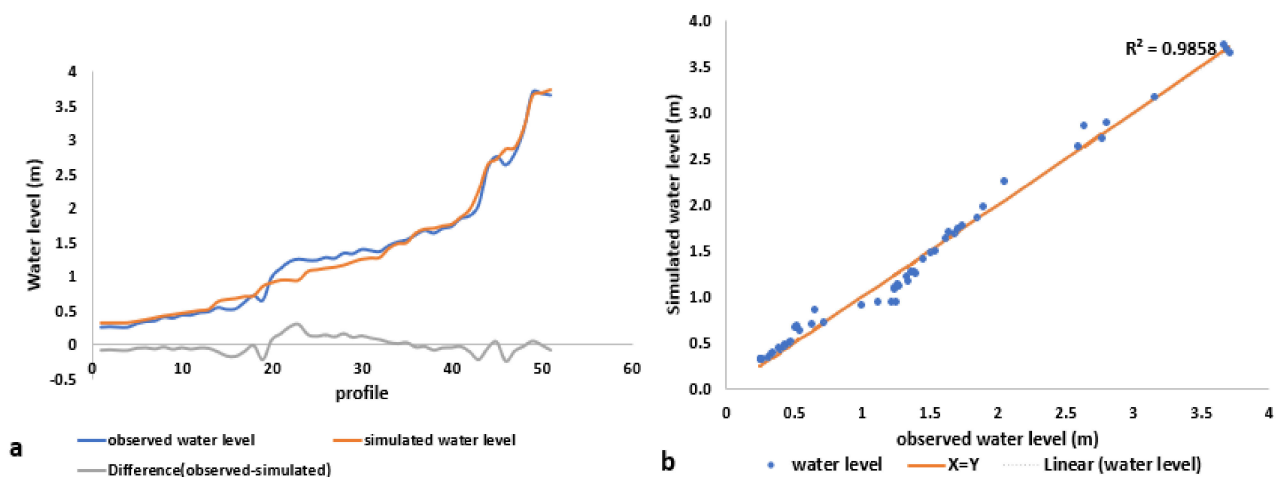 4
3.5
3
2.5
2
1.5
1
0.5
0
-0.5
Water level (m)
0 10 20 30 40 50 60
profile
observed water level simulated water level
Difference(observed-simulated)
a
4.0
3.5
3.0
2.5
2.0
1.5
1.0
0.5
0.0
Simulated water level (m)
R² = 0.9858
0 0.5 1 1.5 2 2.5 3 3.5 4
observed water level (m)
water level X=Y Linear (water level)
b